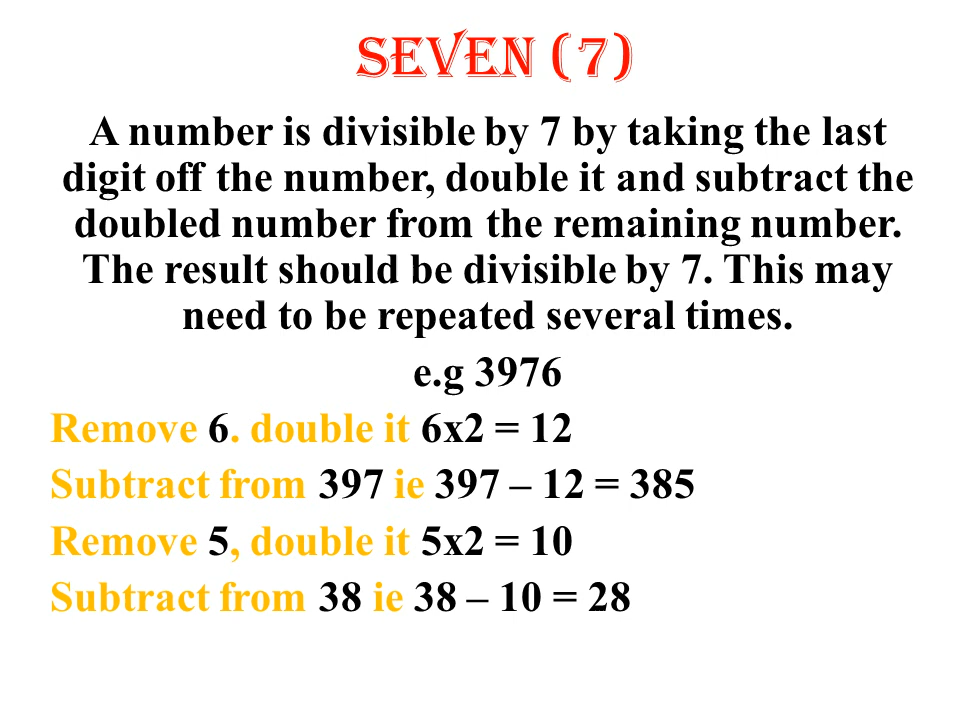 SEVEN (7)
A number is divisible by 7 by taking the last
digit off the number, double it and subtract the
doubled number from the remaining number.
The result should be divisible by 7. This may
need to be repeated several times.
e.g 3976
Remove 6. double it 6x2 = 12
Subtract from 397 ie 397 – 12 = 385
Remove 5, double it 5x2 = 10
Subtract from 38 ie 38 – 10 = 28